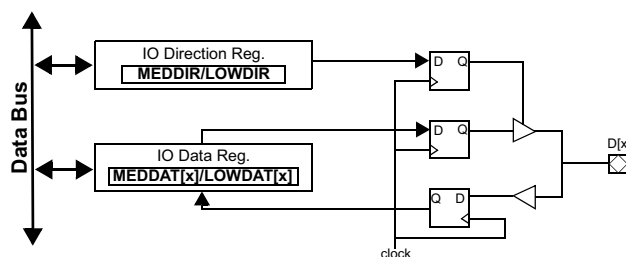 Data Bus
IO Direction Reg.
MEDDIR/LOWDIR
D Q
IO Data Reg.
MEDDAT[x]/LOWDAT[x]
D Q
Q D
D[x
clock